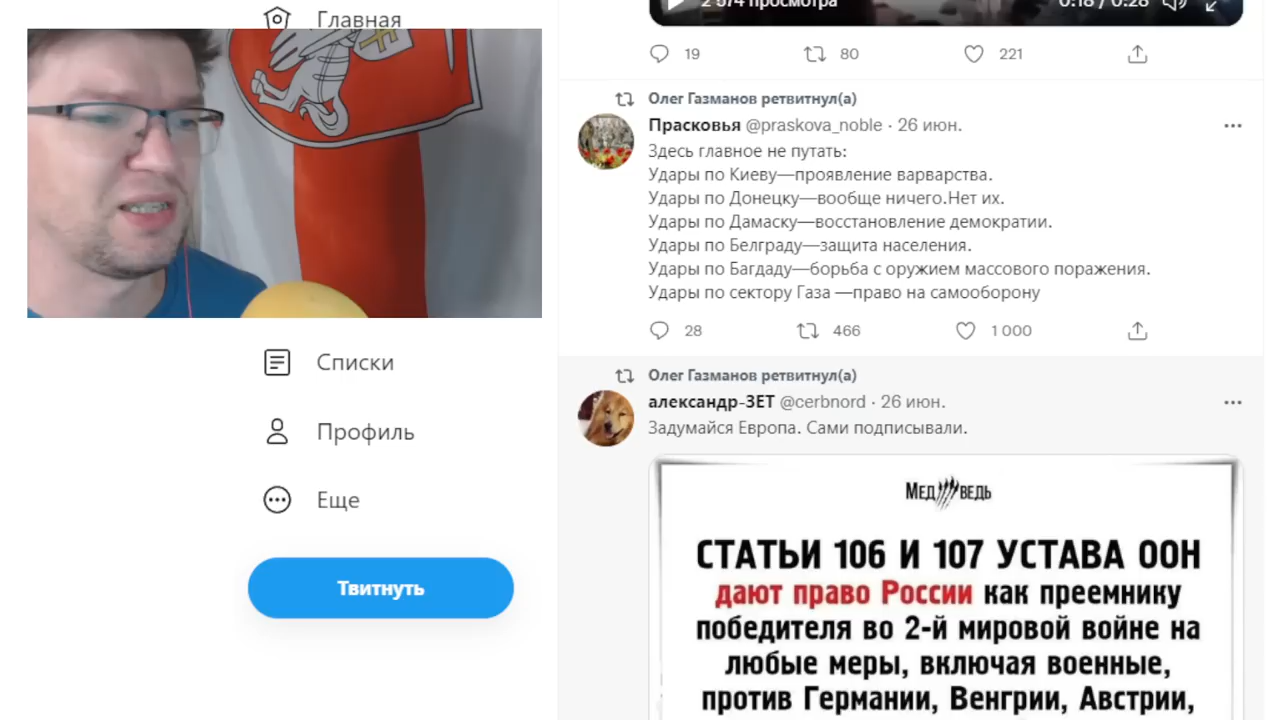 Главная
Списки
Профиль
Еще
Твитнуть
2 574 просмотра
0:18 / 0:28
19
80
221
Олег Газманов ретвитнул(а)
Прасковья @praskova_noble · 26 июн.
Здесь главное не путать:
Удары по Киеву—проявление варварства.
Удары по Донецку—вообще ничего.Нет их.
Удары по Дамаску—восстановление демократии.
Удары по Белграду—защита населения.
Удары по Багдаду—борьба с оружием массового поражения.
Удары по сектору Газа —право на самооборону
28
466
1 000
Олег Газманов ретвитнул(а)
александр-ЗЕТ @cerbnord · 26 июн.
Задумайся Европа. Сами подписывали.
МЕДВЕДЬ
СТАТЬИ 106 И 107 УСТАВА ООН
дают право России как преемнику
победителя во 2-й мировой войне на
любые меры, включая военные,
против Германии, Венгрии, Австрии,